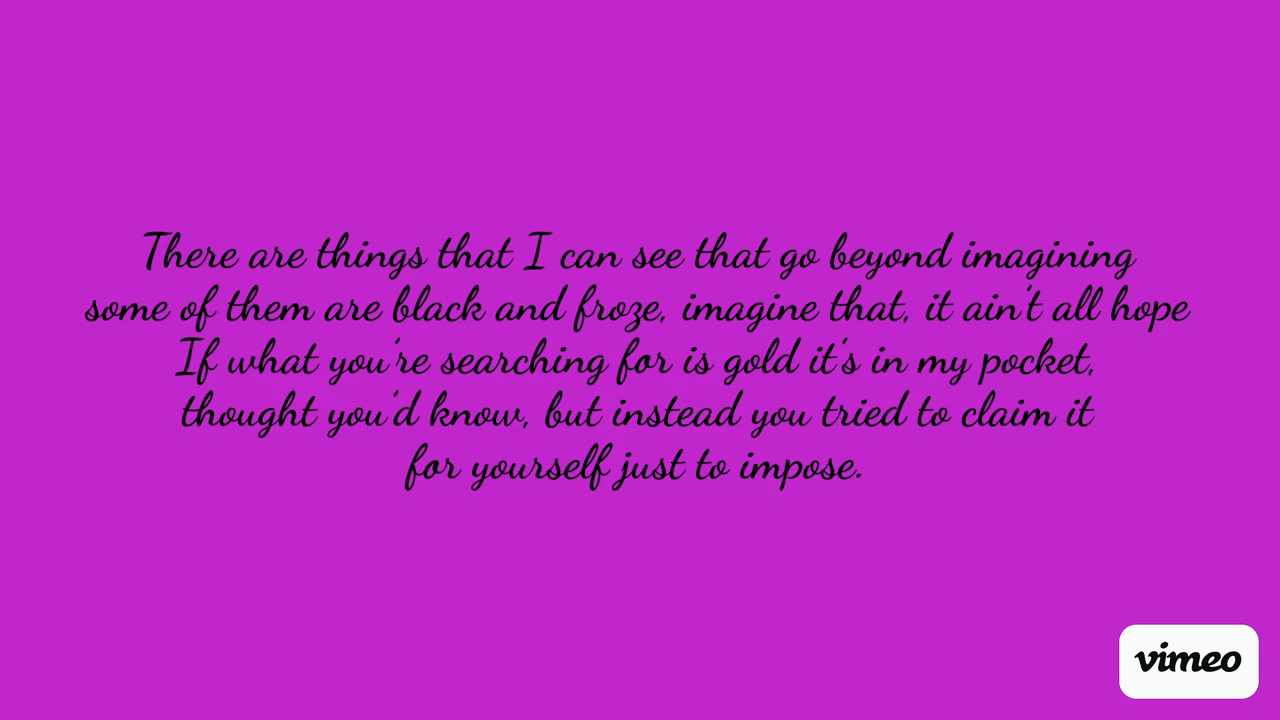 There are things that I can see that go beyond imagining
some of them are black and froze, imagine that, it ain't all hope
If what you're searching for is gold it's in my pocket,
thought you'd know, but instead you tried to claim it
for yourself just to impose.
vimeo